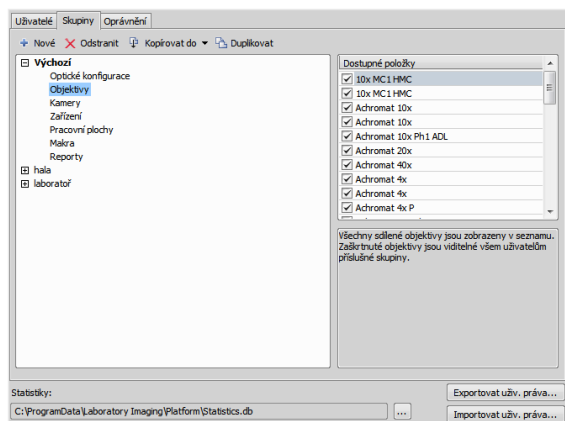 Uživatelé Skupiny Oprávnění
Nové Odstranit Kopírovat do Duplikovat
Výchozí
Optické konfigurace
Objektivy
Kamery
Zařízení
Pracovní plochy
Makra
Reporty
hala
laboratoř
Dostupné položky
10x MC1 HMC
10x MC1 HMC
Achromat 10x
Achromat 10x
Achromat 10x Ph1 ADL
Achromat 20x
Achromat 40x
Achromat 4x
Achromat 4x
Achromat 4x P
Všechny sdílené objektivy jsou zobrazeny v seznamu.
Zaškrtnuté objektivy jsou viditelné všem uživatelům
příslušné skupiny.
Statistiky:
Exportovat uživ. práva...
C:\ProgramData\Laboratory Imaging\Platform\Statistics.db ...
Importovat uživ. práva...